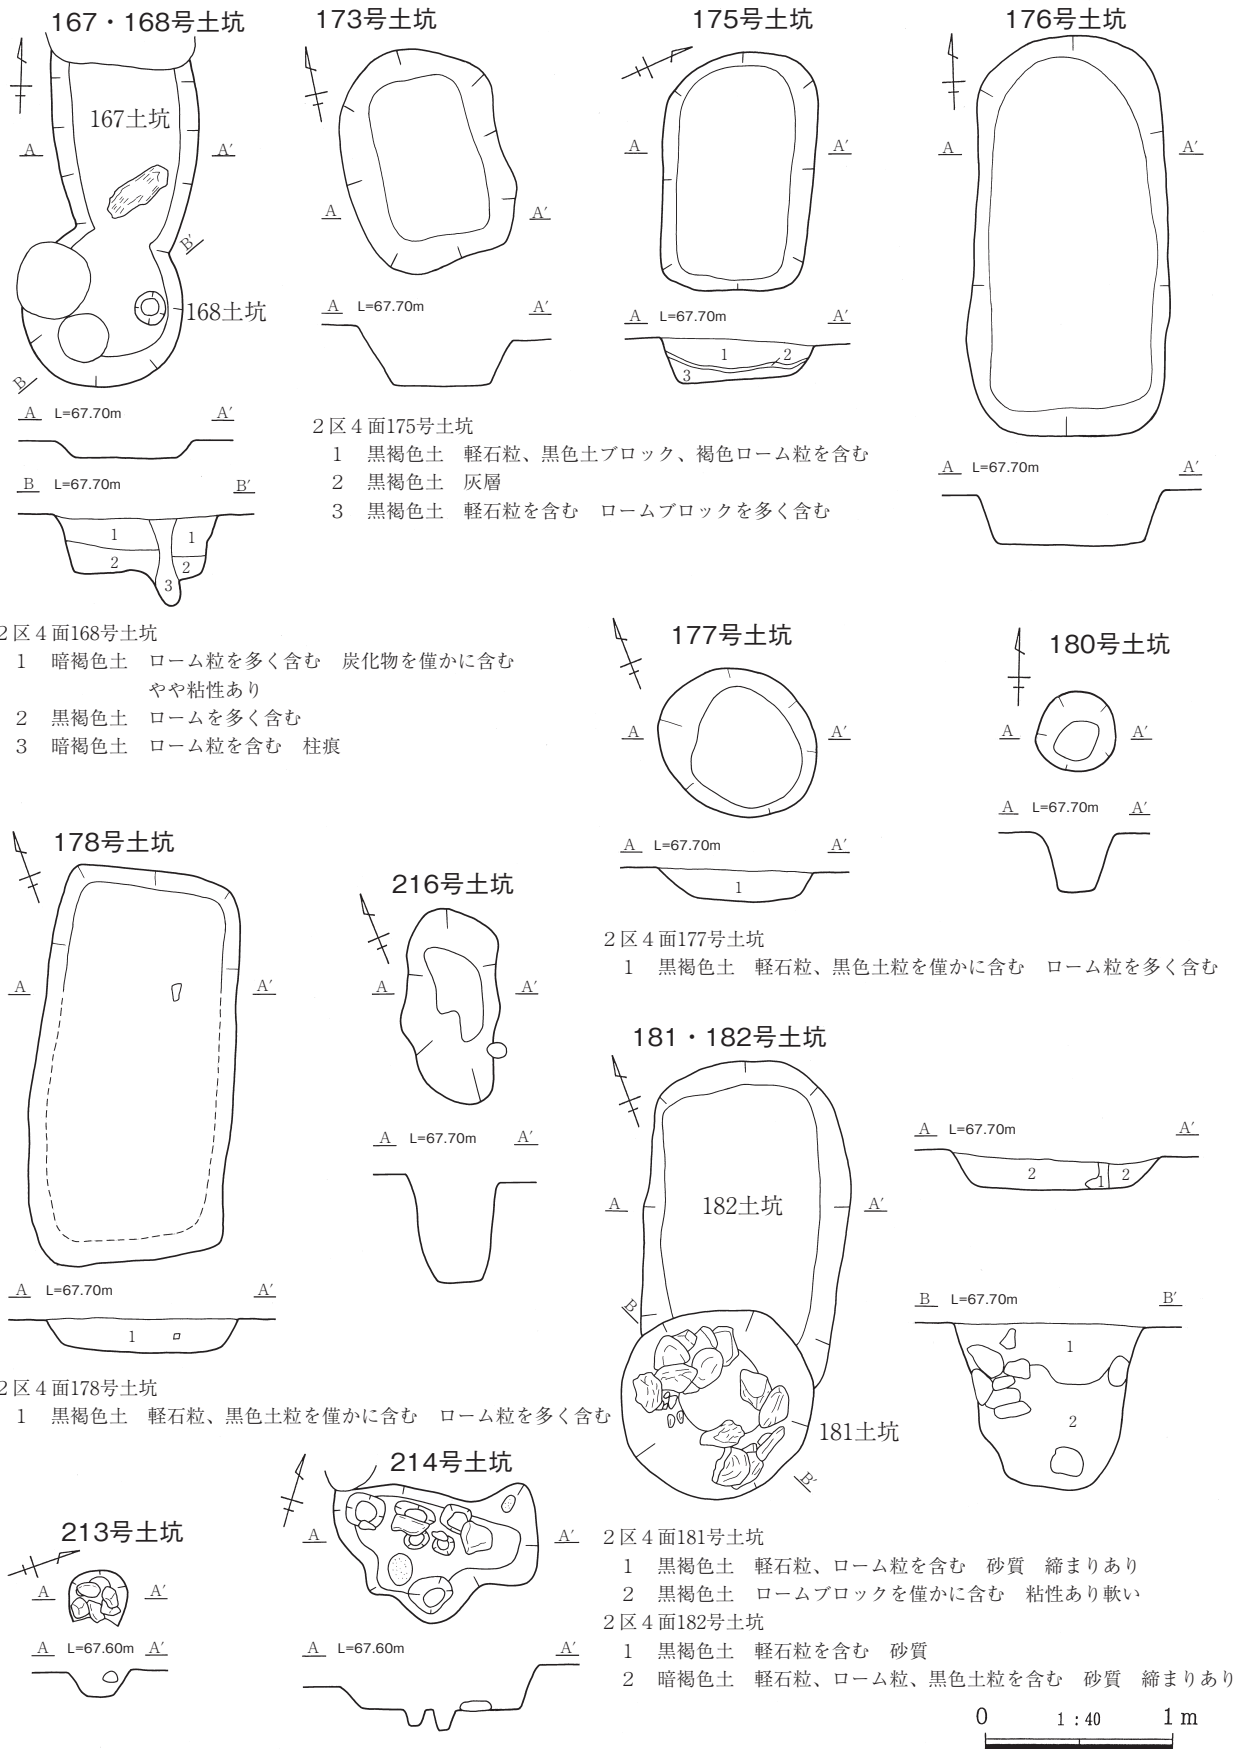 167・168号土坑
167土坑
A A′
B′
168土坑
B
A L=67.70m A′
B L=67.70m B′
1 1
2 2
3
2区4面168号土坑
1 暗褐色土 ローム粒を多く含む 炭化物を僅かに含む
やや粘性あり
2 黒褐色土 ロームを多く含む
3 暗褐色土 ローム粒を含む 柱痕
173号土坑
A A′
A L=67.70m A′
175号土坑
A A′
A L=67.70m A′
1 2
3
2区4面175号土坑
1 黒褐色土 軽石粒、黒色土ブロック、褐色ローム粒を含む
2 黒褐色土 灰層
3 黒褐色土 軽石粒を含む ロームブロックを多く含む
176号土坑
A A′
A L=67.70m A′
177号土坑
A A′
A L=67.70m A′
1
2区4面177号土坑
1 黒褐色土 軽石粒、黒色土粒を僅かに含む ローム粒を多く含む
180号土坑
A A′
A L=67.70m A′
178号土坑
A A′
A L=67.70m A′
1
2区4面178号土坑
1 黒褐色土 軽石粒、黒色土粒を僅かに含む ローム粒を多く含む
216号土坑
A A′
A L=67.70m A′
181・182号土坑
182土坑
A A′
B
181土坑
B′
A L=67.70m A′
2 1 2
B L=67.70m B′
1
2
2区4面181号土坑
1 黒褐色土 軽石粒、ローム粒を含む 砂質 締まりあり
2 黒褐色土 ロームブロックを僅かに含む 粘性あり軟い
2区4面182号土坑
1 黒褐色土 軽石粒を含む 砂質
2 暗褐色土 軽石粒、ローム粒、黒色土粒を含む 砂質 締まりあり
213号土坑
A A′
A L=67.60m A′
214号土坑
A A′
A L=67.60m A′
0 1:40 1m